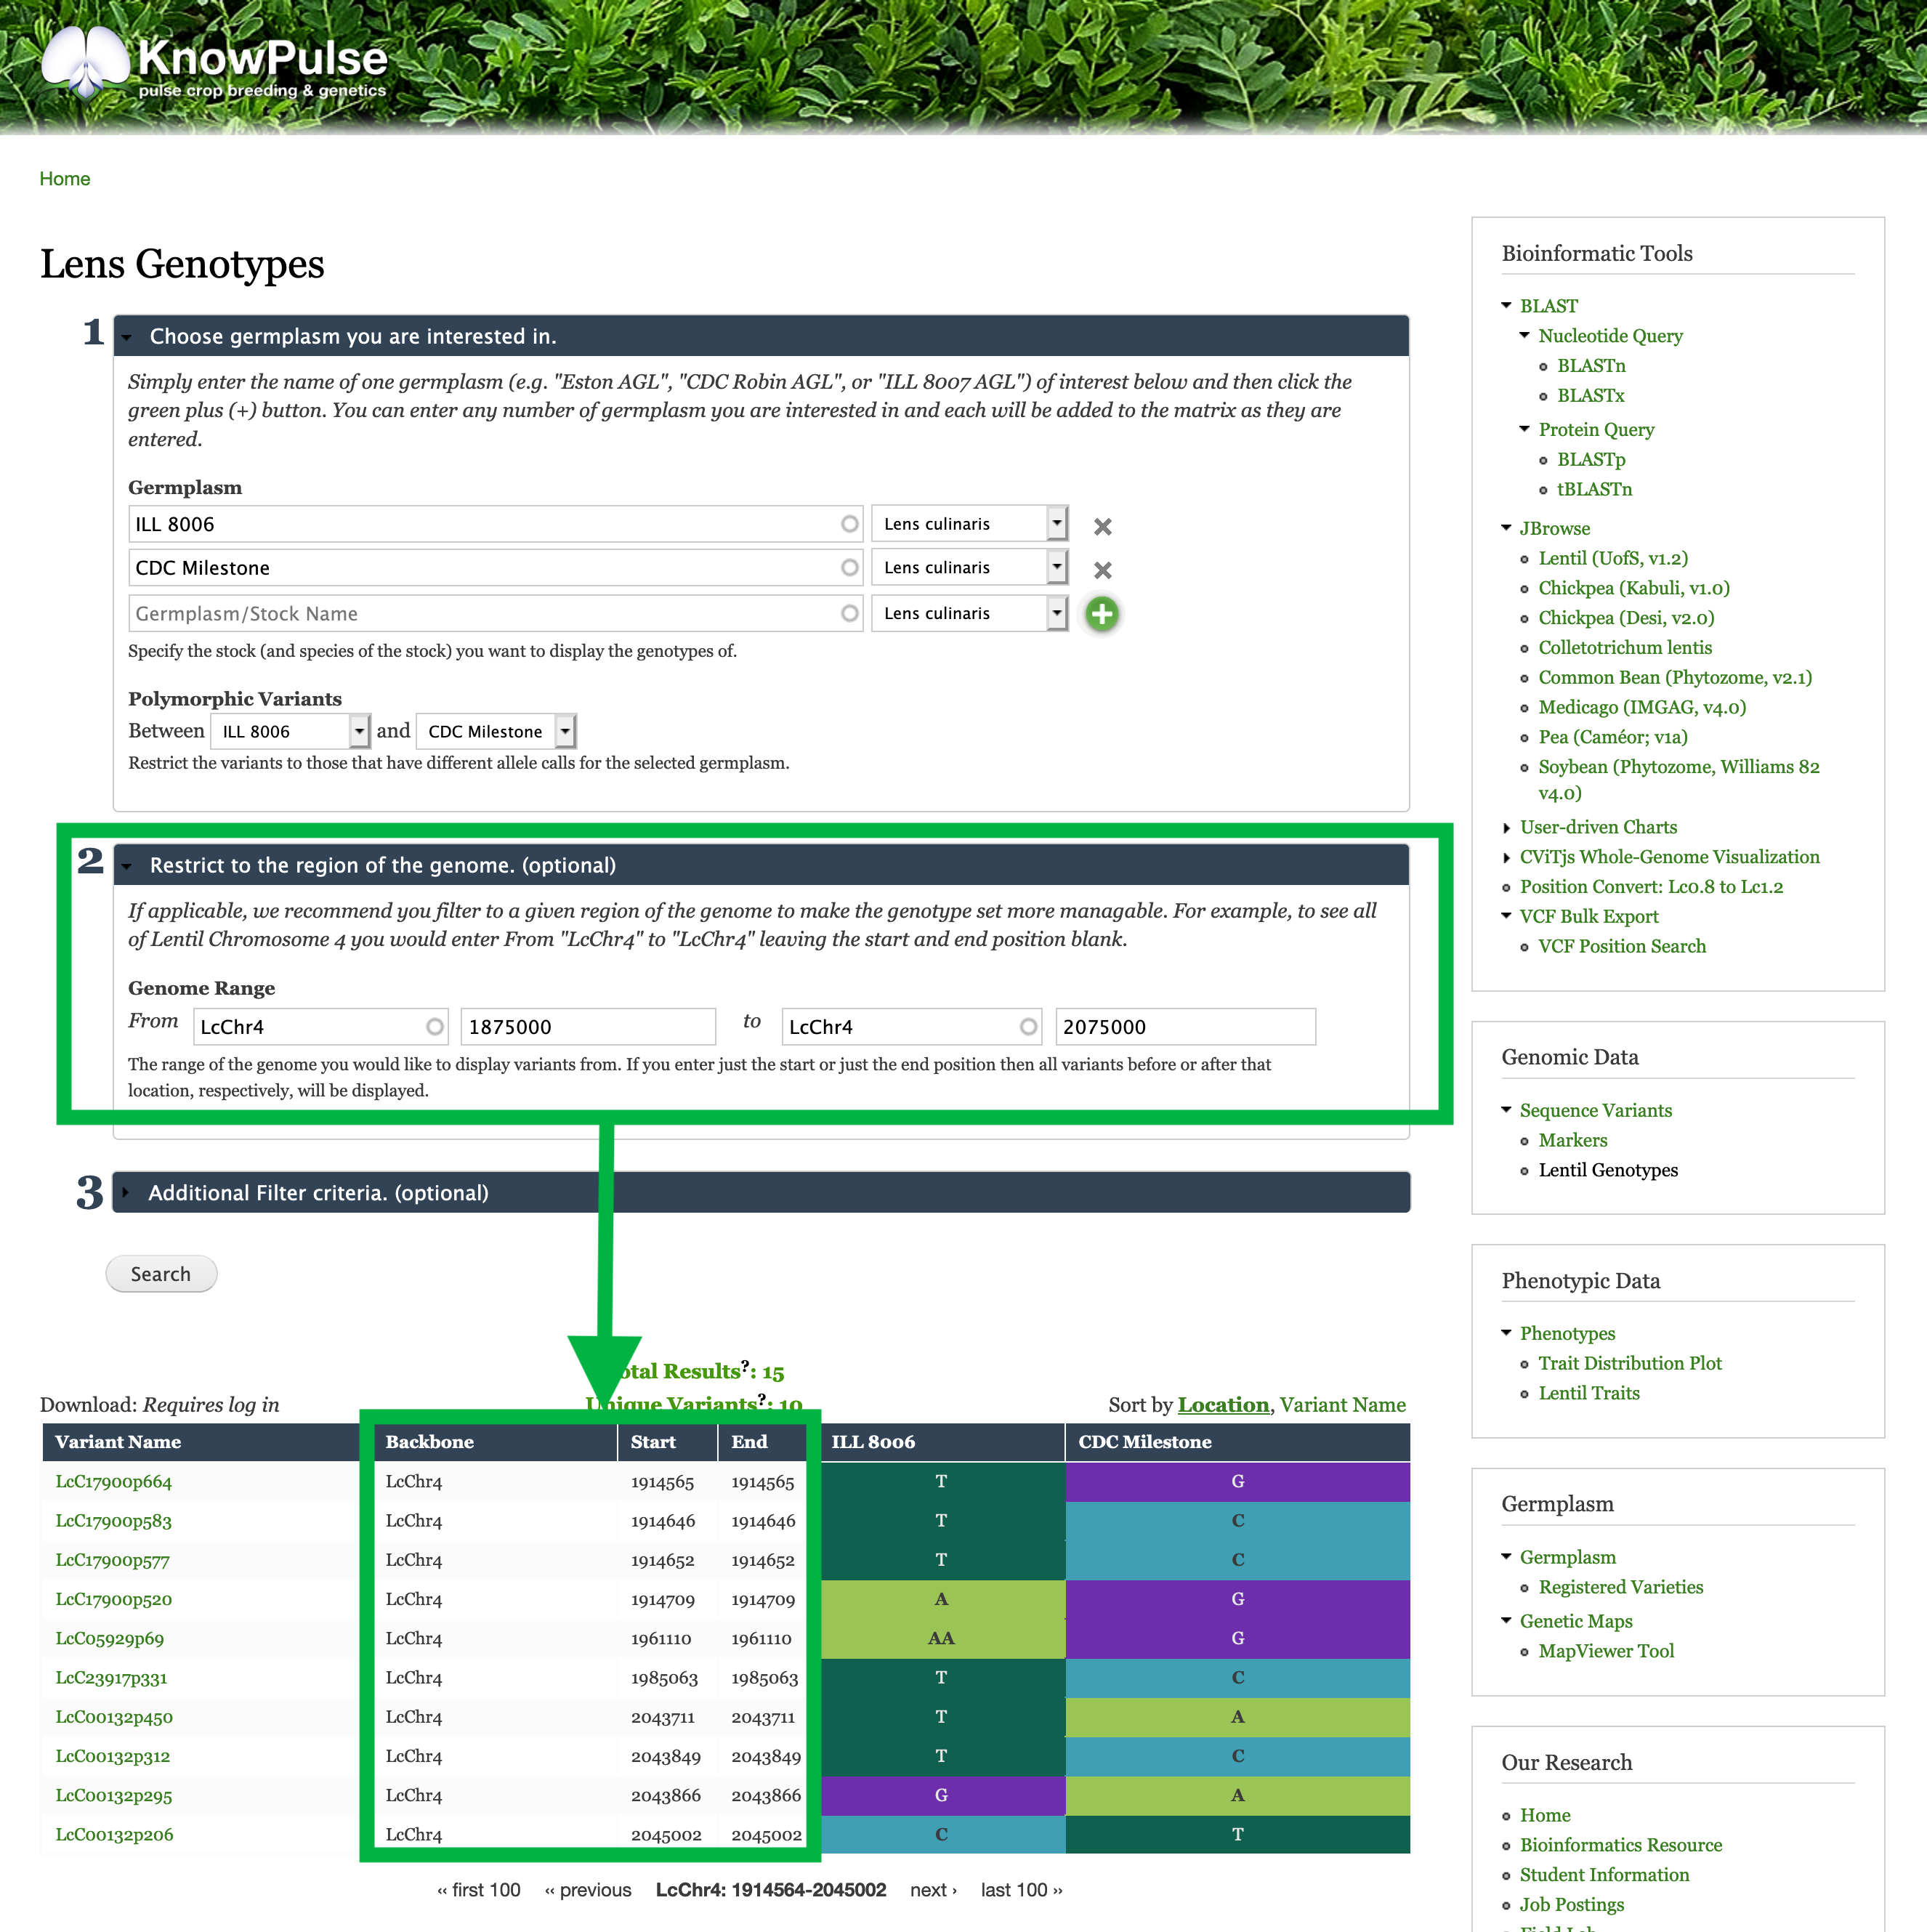 KnowPulse
pulse crop breeding & genetics
Home
Lens Genotypes
1
Choose germplasm you are interested in.
Simply enter the name of one germplasm (e.g. "Eston AGL", "CDC Robin AGL", or "ILL 8007 AGL") of interest below and then click the
green plus (+) button. You can enter any number of germplasm you are interested in and each will be added to the matrix as they are
entered.
Germplasm
ILL 8006 Lens culinaris
CDC Milestone Lens culinaris
Germplasm/Stock Name Lens culinaris
Specify the stock (and species of the stock) you want to display the genotypes of.
Polymorphic Variants
Between ILL 8006 and CDC Milestone
Restrict the variants to those that have different allele calls for the selected germplasm.
2
Restrict to the region of the genome. (optional)
If applicable, we recommend you filter to a given region of the genome to make the genotype set more managable. For example, to see all
of Lentil Chromosome 4 you would enter From "LcChr4" to "LcChr4" leaving the start and end position blank.
Genome Range
From LcChr4 1875000 to LcChr4 2075000
The range of the genome you would like to display variants from. If you enter just the start or just the end position then all variants before or after that
location, respectively, will be displayed.
3
Additional Filter criteria. (optional)
Search
Results?: 15
Download: Requires log in
Unique Variants?: 10
Sort by Location, Variant Name
Variant Name Backbone Start End ILL 8006 CDC Milestone
LcC17900p664 LcChr4 1914565 1914565 T G
LcC17900p583 LcChr4 1914646 1914646 T C
LcC17900p577 LcChr4 1914652 1914652 T C
LcC17900p520 LcChr4 1914709 1914709 A G
LcC05929p69 LcChr4 1961110 1961110 AA G
LcC23917p331 LcChr4 1985063 1985063 T C
LcC00132p450 LcChr4 2043711 2043711 T A
LcC00132p312 LcChr4 2043849 2043849 T C
LcC00132p295 LcChr4 2043866 2043866 G A
LcC00132p206 LcChr4 2045002 2045002 C T
‹‹ first 100 ‹‹ previous LcChr4: 1914564-2045002 next › last 100 ››
Bioinformatic Tools
BLAST
Nucleotide Query
BLASTn
BLASTx
Protein Query
BLASTp
tBLASTn
JBrowse
Lentil (UofS, v1.2)
Chickpea (Kabuli, v1.0)
Chickpea (Desi, v2.0)
Colletotrichum lentis
Common Bean (Phytozome, v2.1)
Medicago (IMGAG, v4.0)
Pea (Caméor; v1a)
Soybean (Phytozome, Williams 82
v4.0)
User-driven Charts
CViTjs Whole-Genome Visualization
Position Convert: Lc0.8 to Lc1.2
VCF Bulk Export
VCF Position Search
Genomic Data
Sequence Variants
Markers
Lentil Genotypes
Phenotypic Data
Phenotypes
Trait Distribution Plot
Lentil Traits
Germplasm
Germplasm
Registered Varieties
Genetic Maps
MapViewer Tool
Our Research
Home
Bioinformatics Resource
Student Information
Job Postings